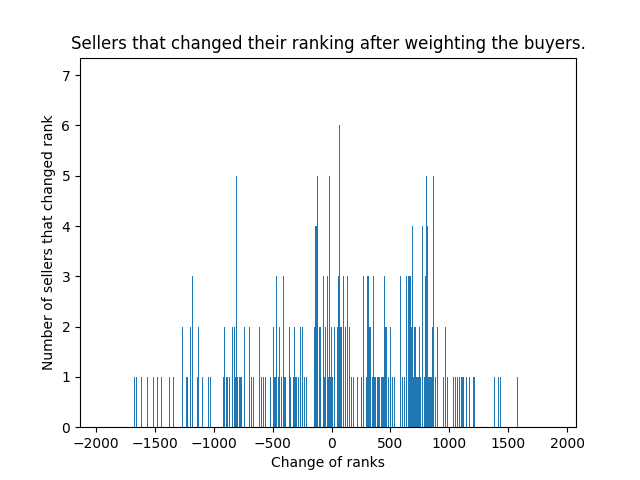 Sellers that changed their ranking after weighting the buyers.
7
6
5
4
3
2
1
0
Number of sellers that changed rank
−2000 −1500 −1000 −500 0 500 1000 1500 2000
Change of ranks